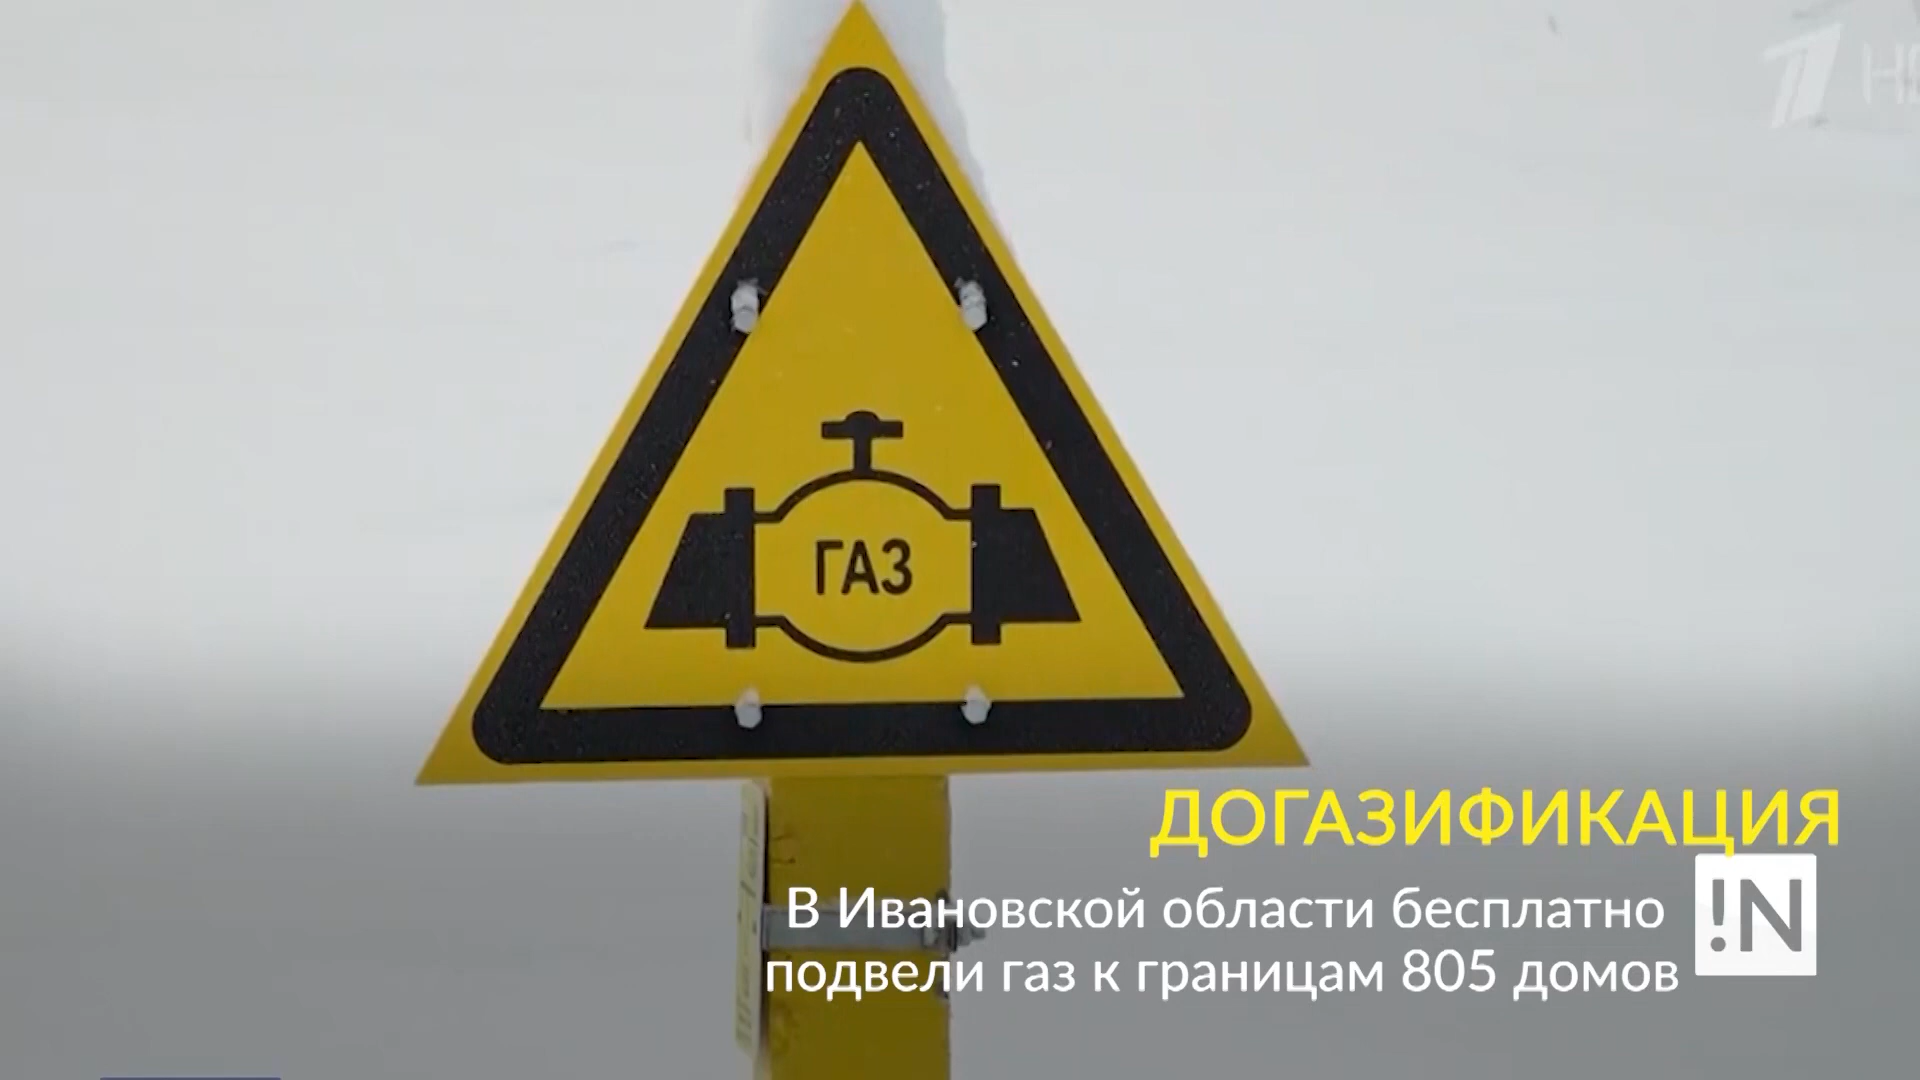 ГАЗ
ДОГАЗИФИКАЦИЯ
В Ивановской области бесплатно
подвели газ к границам 805 домов
!N